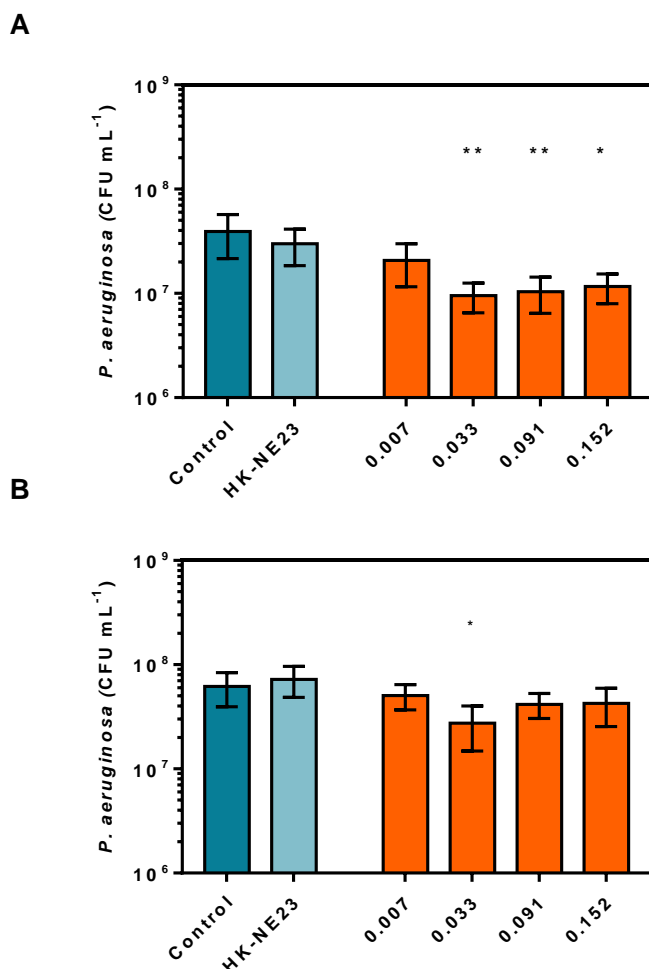 A
10⁹
10⁸
10⁷
10⁶
P. aeruginosa (CFU mL⁻¹)
** ** *
Control HK-NE23 0.007 0.033 0.091 0.152
B
10⁹
10⁸
10⁷
10⁶
P. aeruginosa (CFU mL⁻¹)
*
Control HK-NE23 0.007 0.033 0.091 0.152